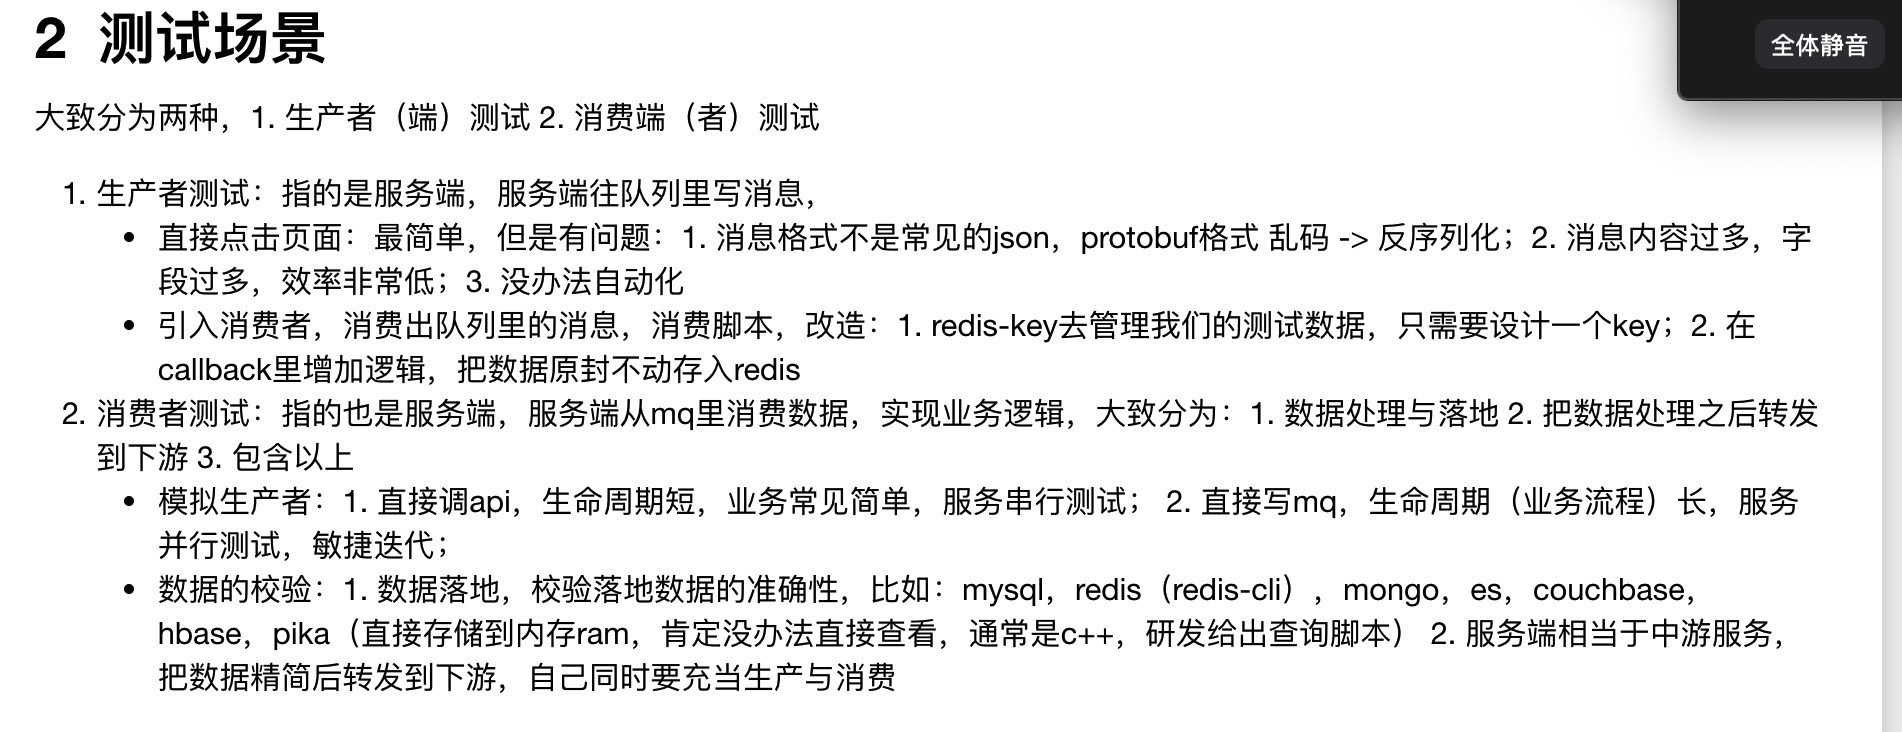 2 测试场景
全体静音
大致分为两种，1. 生产者（端）测试 2. 消费端（者）测试
1. 生产者测试：指的是服务端，服务端往队列里写消息，
• 直接点击页面：最简单，但是有问题：1. 消息格式不是常见的json，protobuf格式 乱码 -> 反序列化；2. 消息内容过多，字
段过多，效率非常低；3. 没办法自动化
• 引入消费者，消费出队列里的消息，消费脚本，改造：1. redis-key去管理我们的测试数据，只需要设计一个key；2. 在
callback里增加逻辑，把数据原封不动存入redis
2. 消费者测试：指的也是服务端，服务端从mq里消费数据，实现业务逻辑，大致分为：1. 数据处理与落地 2. 把数据处理之后转发
到下游 3. 包含以上
• 模拟生产者：1. 直接调api，生命周期短，业务常见简单，服务串行测试； 2. 直接写mq，生命周期（业务流程）长，服务
并行测试，敏捷迭代；
• 数据的校验：1. 数据落地，校验落地数据的准确性，比如：mysql，redis（redis-cli），mongo，es，couchbase，
hbase，pika（直接存储到内存ram，肯定没办法直接查看，通常是c++，研发给出查询脚本） 2. 服务端相当于中游服务，
把数据精简后转发到下游，自己同时要充当生产与消费